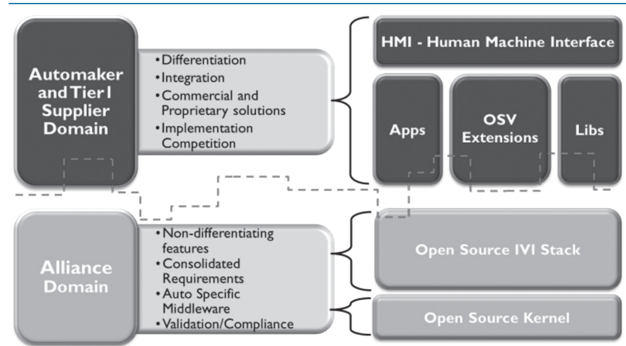 Automaker
and Tier1
Supplier
Domain
•Differentiation
•Integration
•Commercial and
Proprietary solutions
•Implementation
Competition
HMI - Human Machine Interface
Apps
OSV
Extensions
Libs
Alliance
Domain
•Non-differentiating
features
•Consolidated
Requirements
•Auto Specific
Middleware
•Validation/Compliance
Open Source IVI Stack
Open Source Kernel